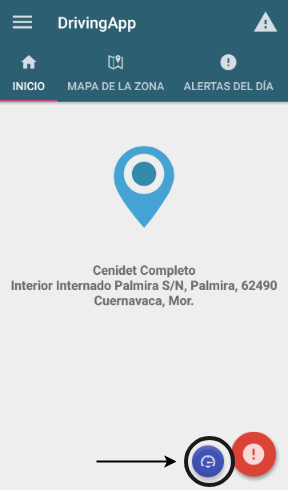 DrivingApp
INICIO
MAPA DE LA ZONA
ALERTAS DEL DÍA
Cenidet Completo
Interior Internado Palmira S/N, Palmira, 62490
Cuernavaca, Mor.